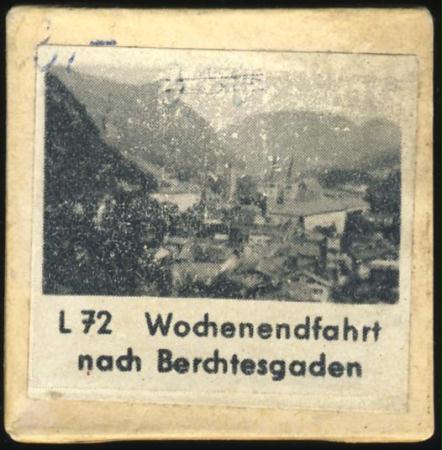 L 72 Wochenendfahrt
nach Berchtesgaden